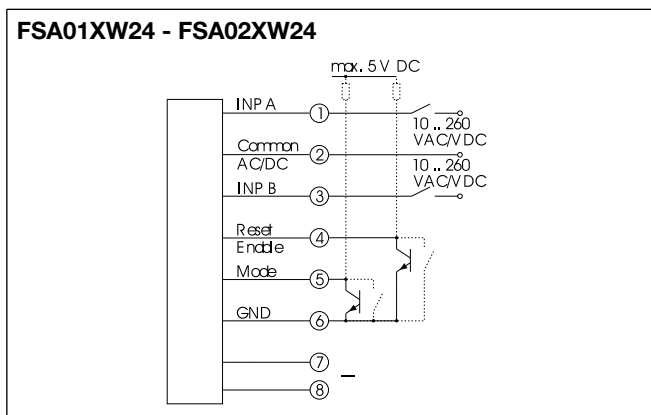 FSA01XW24 - FSA02XW24
max. 5 V DC
INP A
1
10 .. 260
VAC/VDC
Common
AC/DC
2
10 .. 260
VAC/VDC
INP B
3
Reset
Enable
4
Mode
5
GND
6
7
8